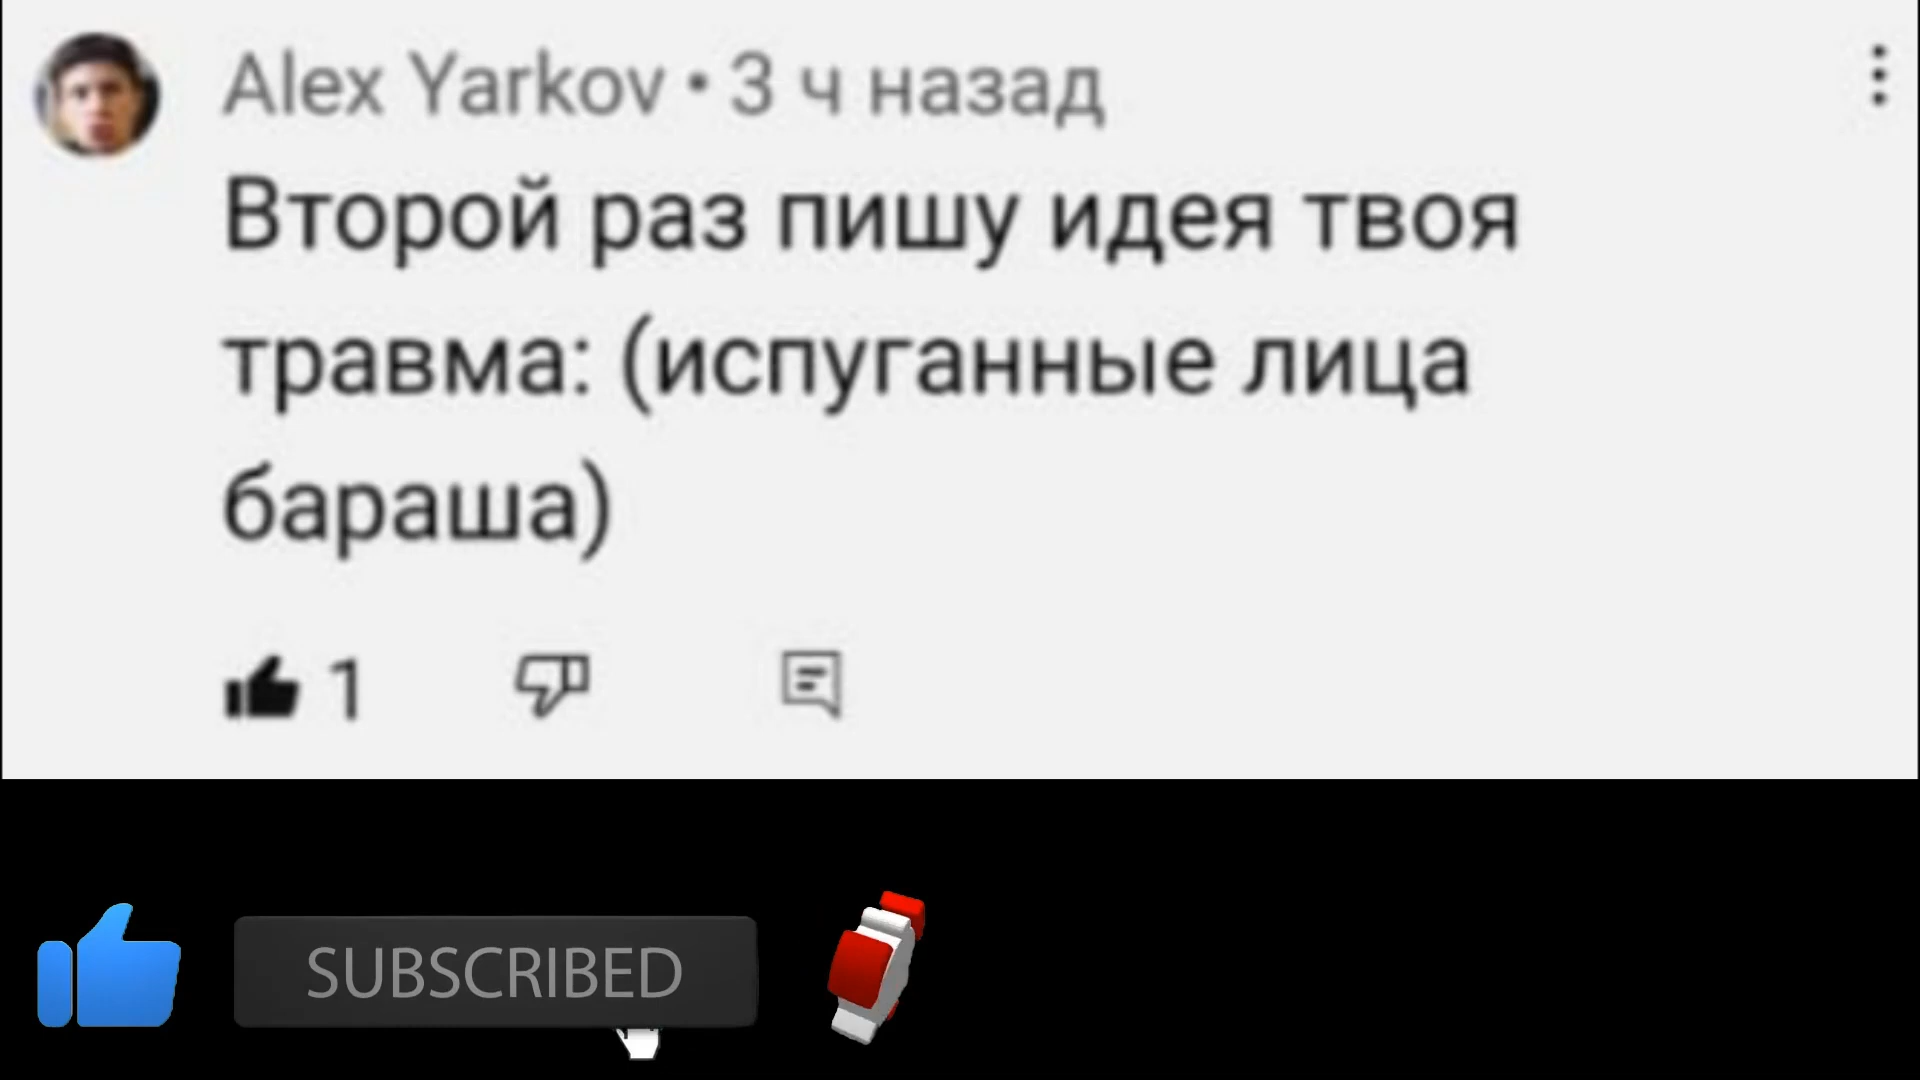 Alex Yarkov • 3 ч назад
Второй раз пишу идея твоя
травма: (испуганные лица
бараша)
1
SUBSCRIBED